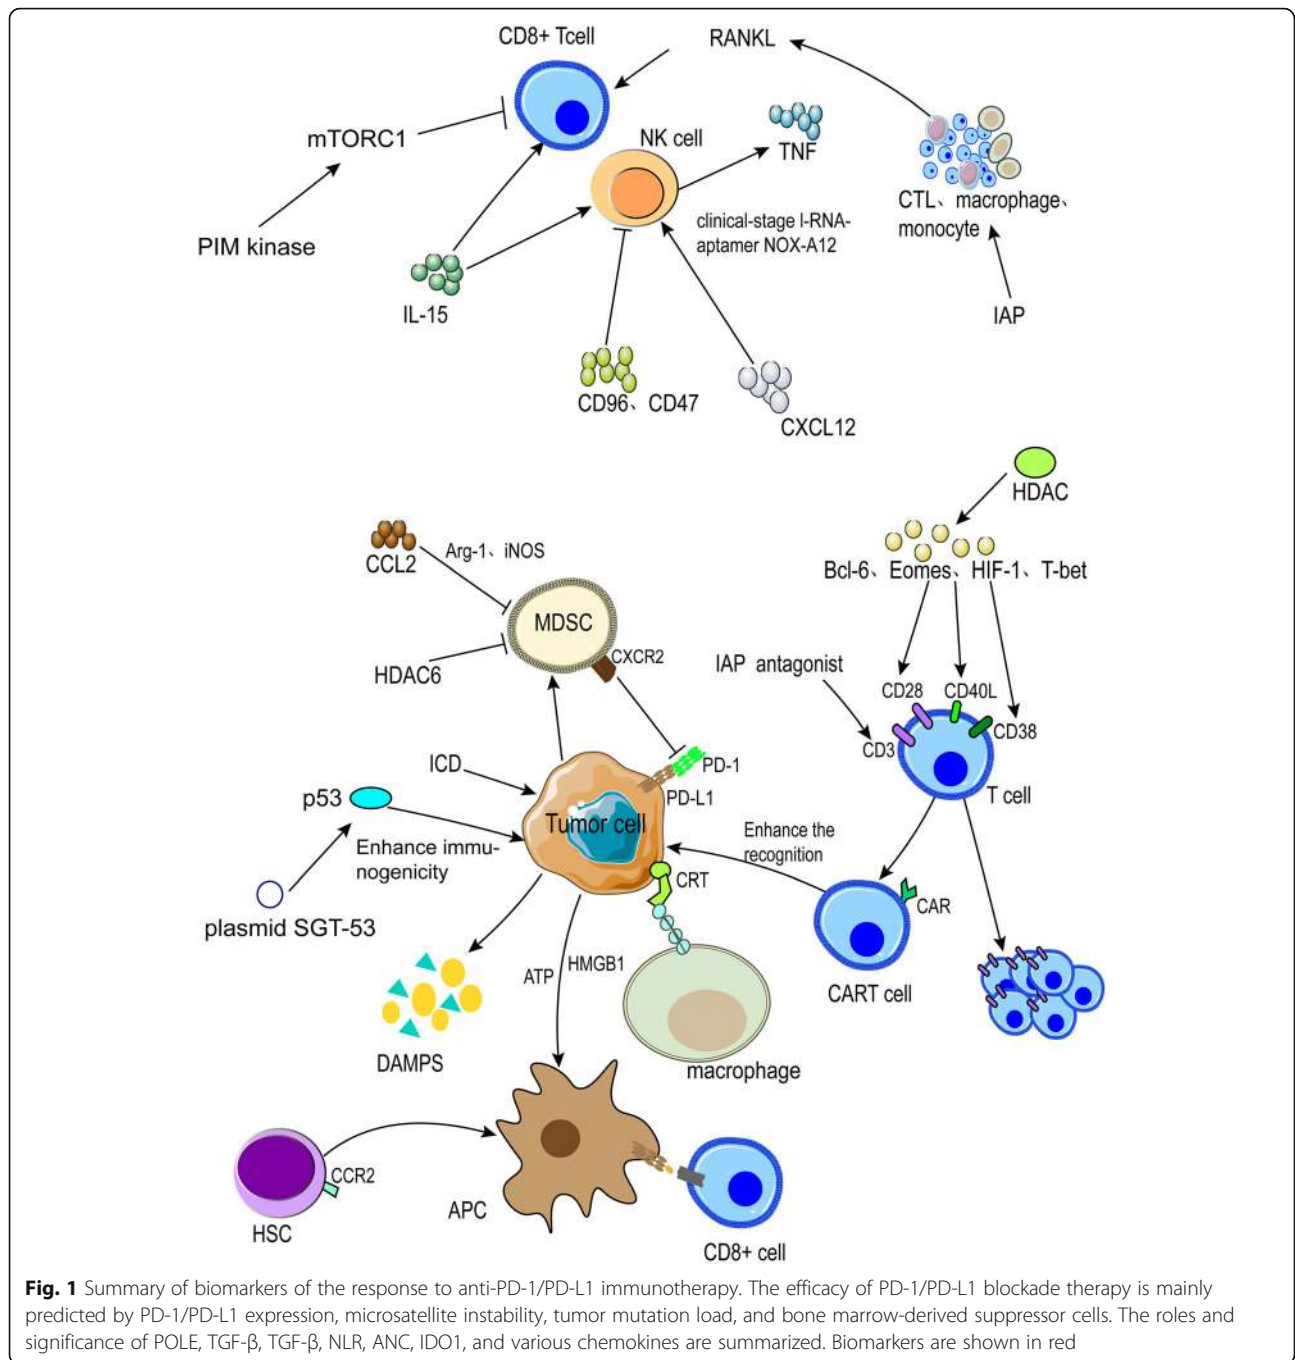 CD8+ Tcell
RANKL
mTORC1
NK cell
TNF
PIM kinase
clinical-stage l-RNA-
aptamer NOX-A12
CTL、macrophage、
monocyte
IL-15
IAP
CD96、CD47
CXCL12
HDAC
CCL2
Arg-1、iNOS
Bcl-6、Eomes、HIF-1、T-bet
MDSC
CXCR2
HDAC6
IAP antagonist
CD28
CD40L
CD3
CD38
T cell
ICD
PD-1
PD-L1
p53
Tumor cell
Enhance immu-
nogenicity
Enhance the
recognition
plasmid SGT-53
CRT
CAR
ATP
HMGB1
CART cell
DAMPS
macrophage
CCR2
HSC
APC
CD8+ cell
Fig. 1 Summary of biomarkers of the response to anti-PD-1/PD-L1 immunotherapy. The efficacy of PD-1/PD-L1 blockade therapy is mainly
predicted by PD-1/PD-L1 expression, microsatellite instability, tumor mutation load, and bone marrow-derived suppressor cells. The roles and
significance of POLE, TGF-β, TGF-β, NLR, ANC, IDO1, and various chemokines are summarized. Biomarkers are shown in red